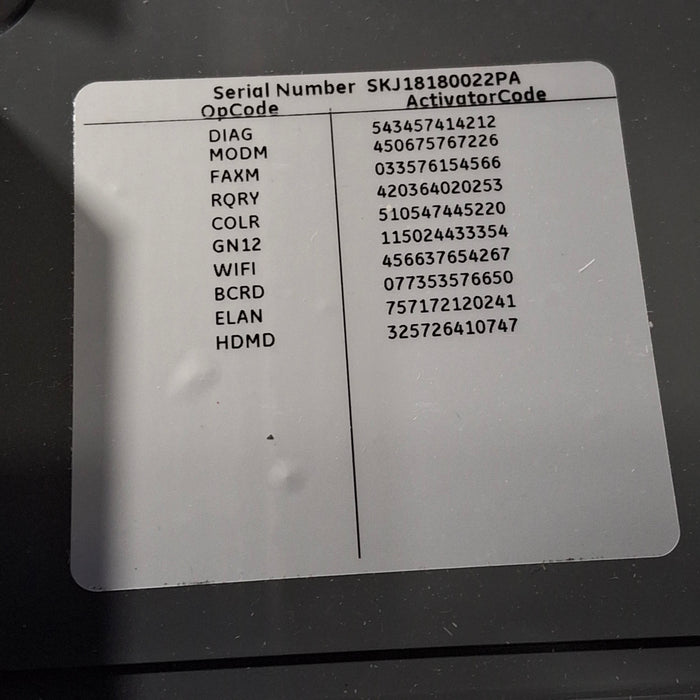 Serial Number SKJ18180022PA
OpCode ActivatorCode
DIAG 543457414212
MODM 450675767226
FAXM 033576154566
RQRY 420364020253
COLR 510547445220
GN12 115024433354
WIFI 456637654267
BCRD 077353576650
ELAN 757172120241
HDMD 325726410747